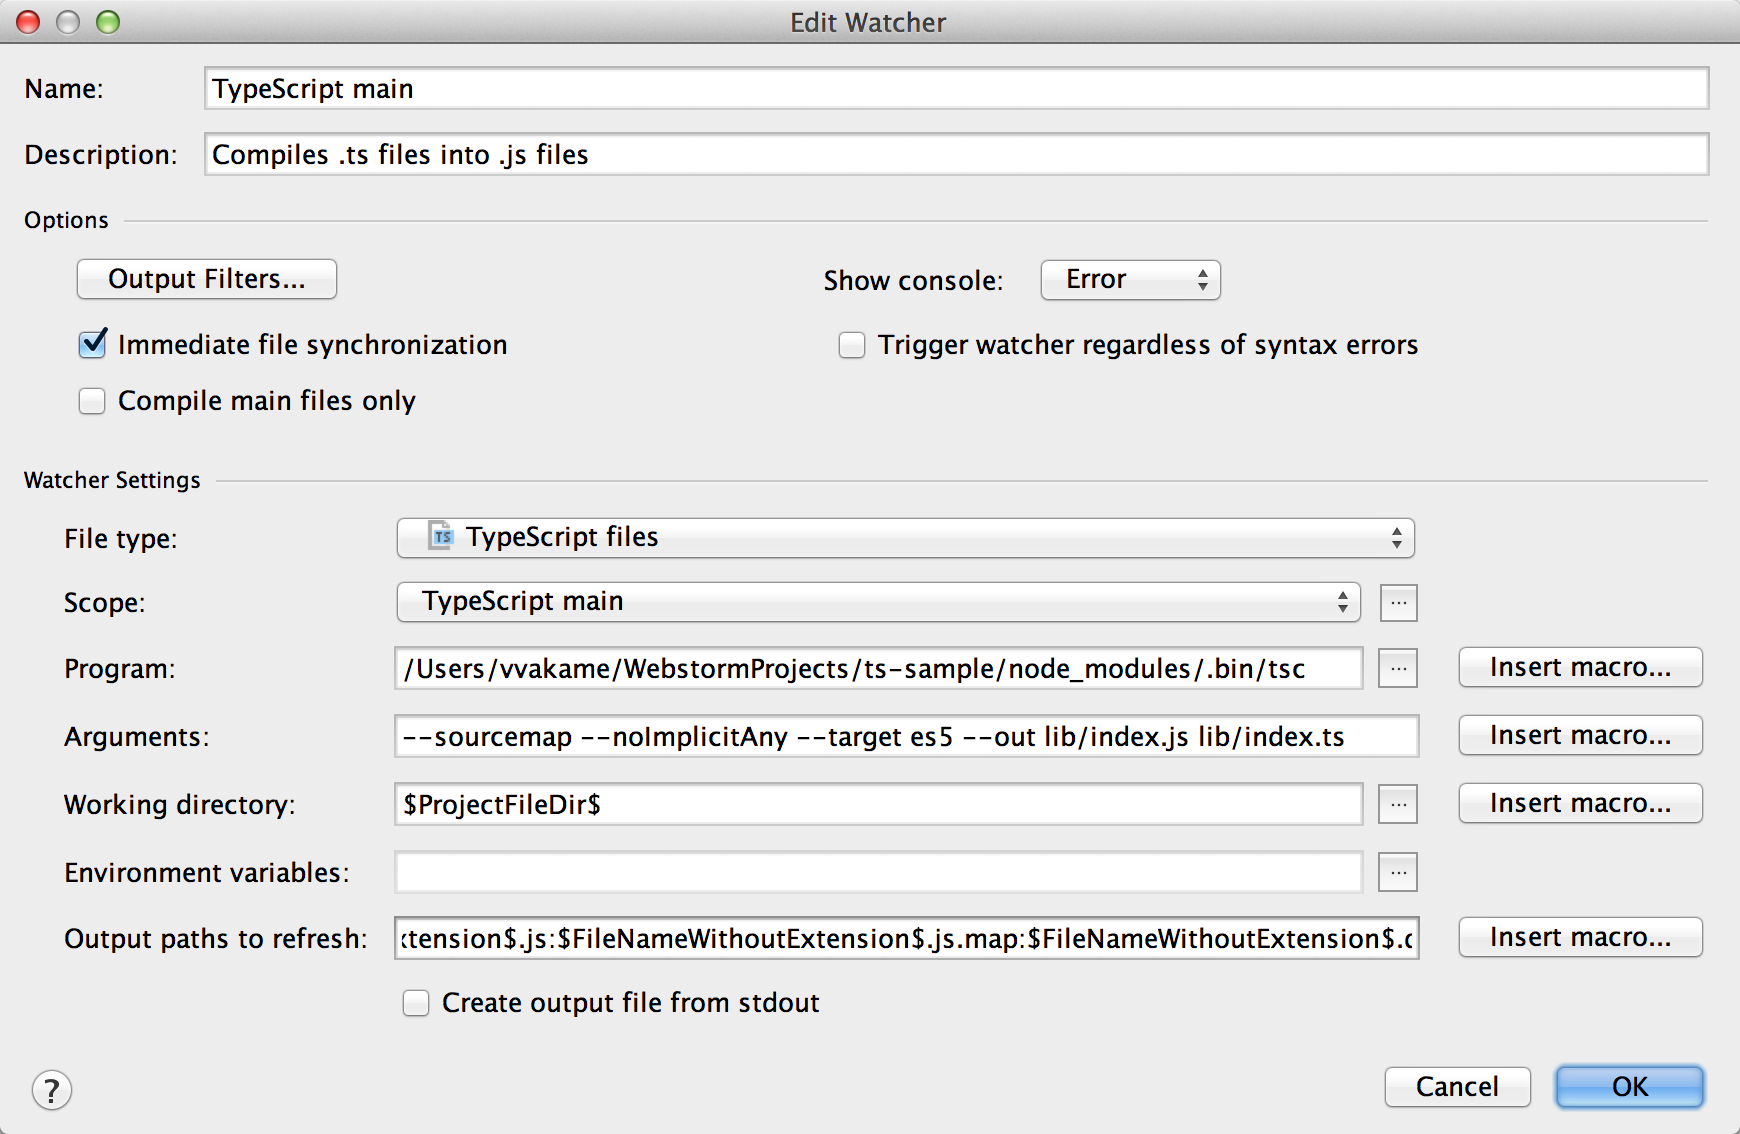 Edit Watcher
Name: TypeScript main
Description: Compiles .ts files into .js files
Options
Output Filters... Show console: Error
Immediate file synchronization Trigger watcher regardless of syntax errors
Compile main files only
Watcher Settings
File type: TS TypeScript files
Scope: TypeScript main ...
Program: /Users/vvakame/WebstormProjects/ts-sample/node_modules/.bin/tsc ... Insert macro...
Arguments: --sourcemap --noImplicitAny --target es5 --out lib/index.js lib/index.ts Insert macro...
Working directory: $ProjectFileDir$ ... Insert macro...
Environment variables: ...
Output paths to refresh: tension$.js:$FileNameWithoutExtension$.js.map:$FileNameWithoutExtension$. Insert macro...
Create output file from stdout
? Cancel OK